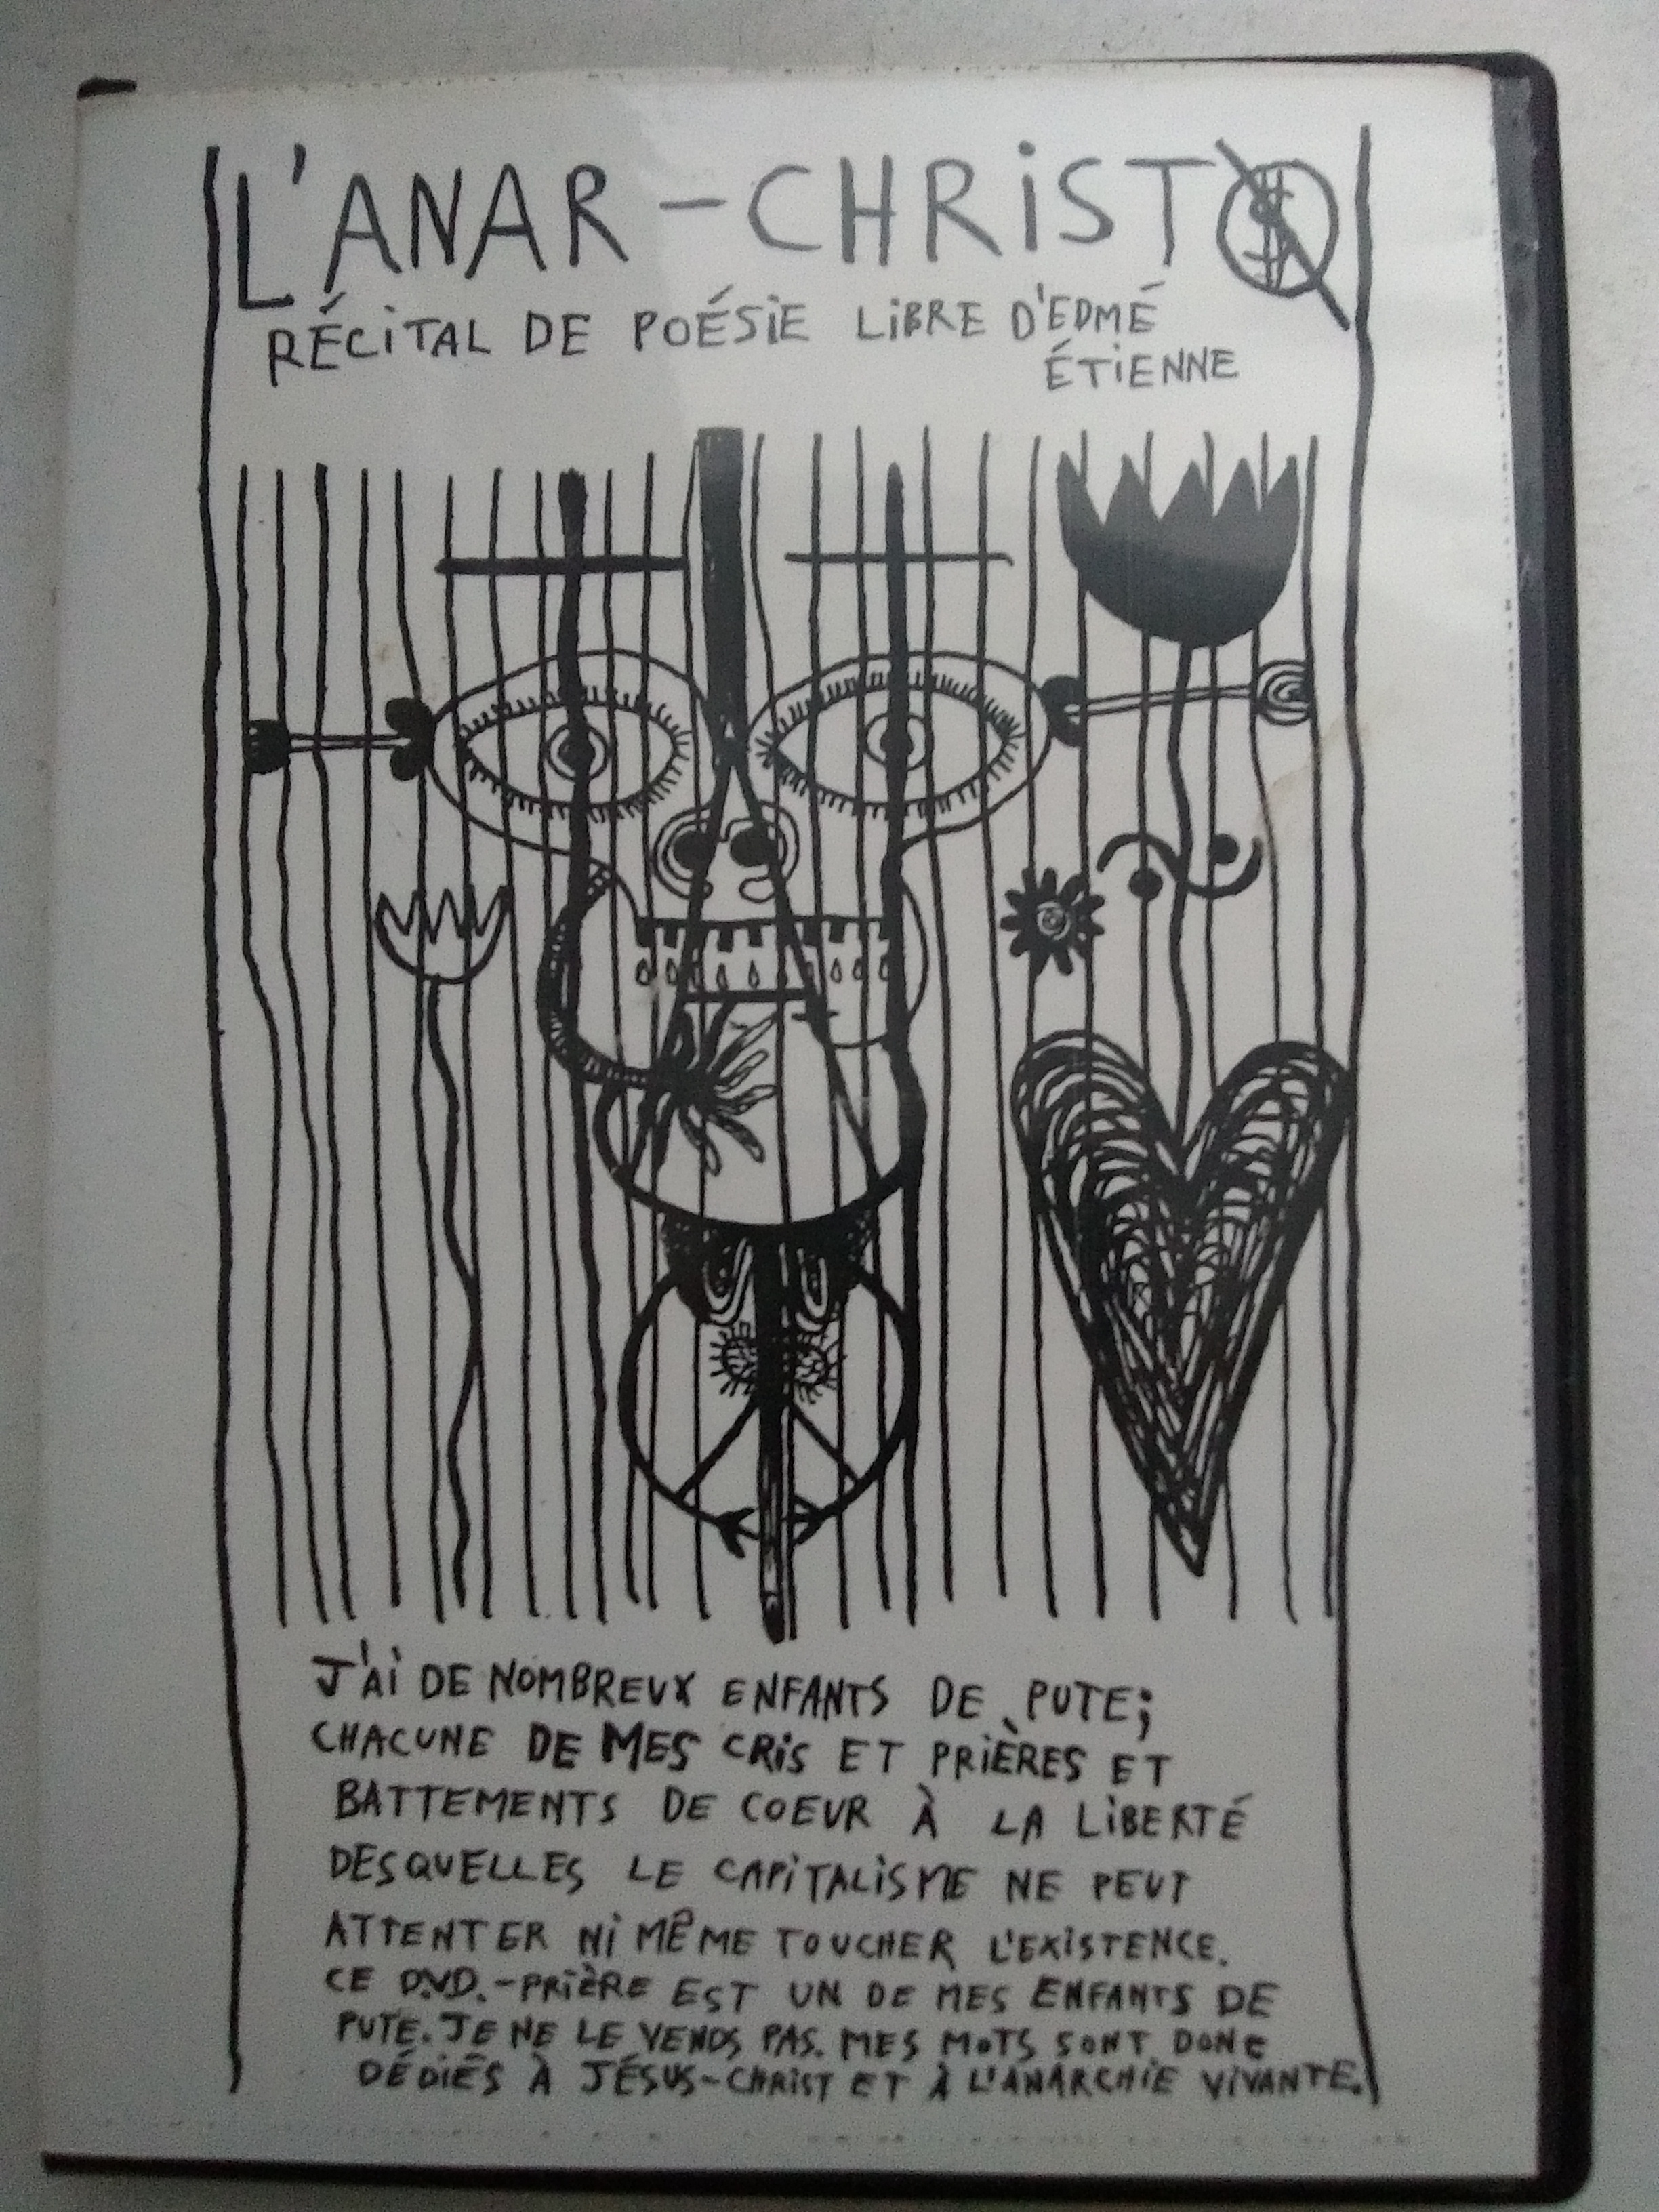 L'ANAR-CHRIST $
RÉCITAL DE POÉSIE LIBRE D'EDMÉ
ÉTIENNE
J'AI DE NOMBREUX ENFANTS DE PUTE;
CHACUNE DE MES CRIS ET PRIÈRES ET
BATTEMENTS DE COEUR À LA LIBERTÉ
DESQUELLES LE CAPITALISME NE PEUT
ATTENTER NI MÊME TOUCHER L'EXISTENCE.
CE D.V.D.-PRIÈRE EST UN DE MES ENFANTS DE
PUTE. JE NE LE VENDS PAS. MES MOTS SONT DONC
DÉDIÉS À JÉSUS-CHRIST ET À L'ANARCHIE VIVANTE.